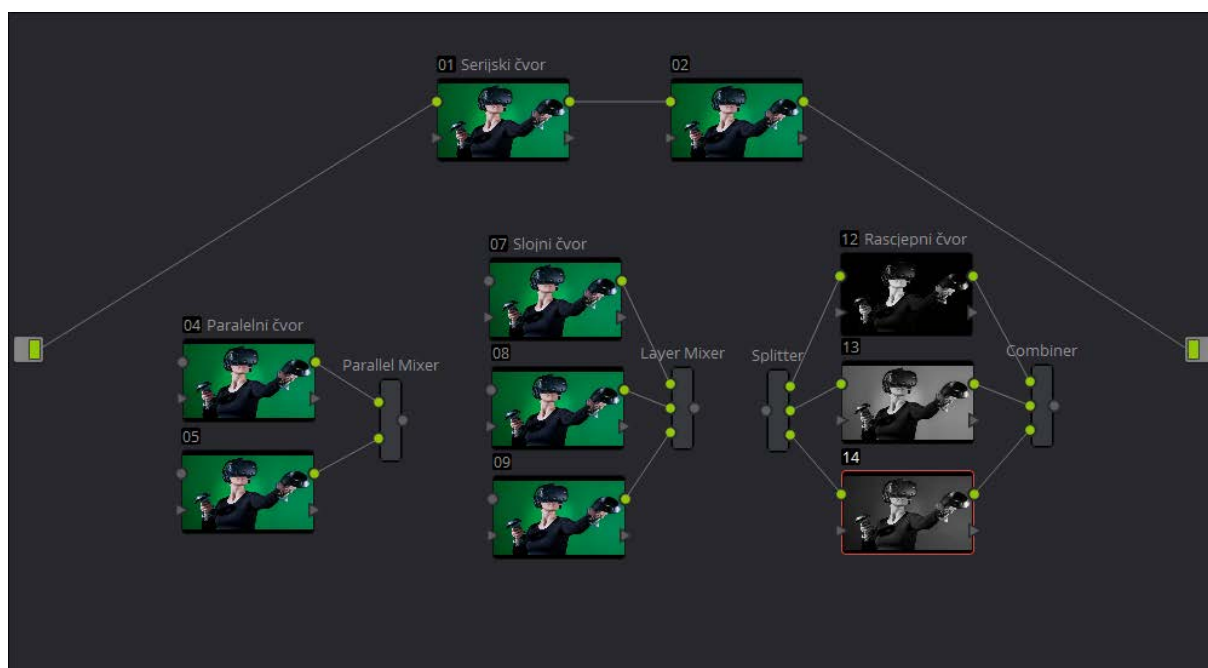 01 Serijski čvor
02
04 Paralelni čvor
05
Parallel Mixer
07 Slojni čvor
08
09
Layer Mixer
Splitter
12 Rascjepni čvor
13
14
Combiner